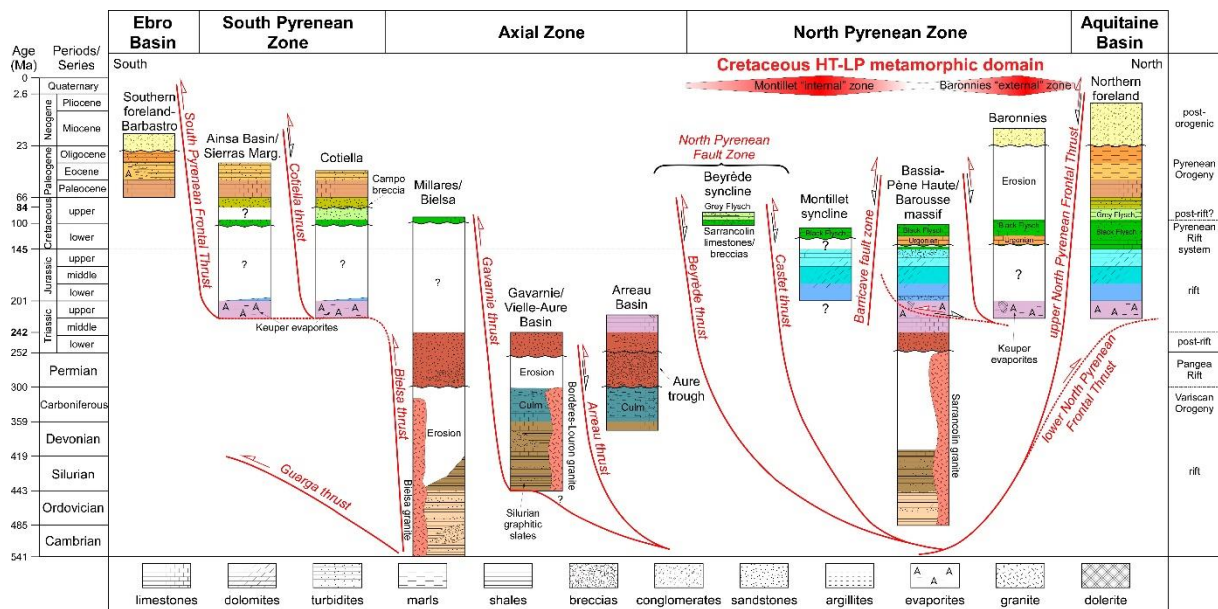 Ebro Basin
South Pyrenean Zone
Axial Zone
North Pyrenean Zone
Aquitaine Basin
Age (Ma)
Periods/ Series
South
North
Cretaceous HT-LP metamorphic domain
Montillet "internal" zone
Baronnies "external" zone
0
2.6
23
66
84
100
145
201
242
252
300
359
419
443
485
541
Quaternary
Neogene
Pliocene
Miocene
Paleogene
Oligocene
Eocene
Paleocene
Cretaceous
upper
lower
Jurassic
upper
middle
lower
Triassic
upper
middle
lower
Permian
Carboniferous
Devonian
Silurian
Ordovician
Cambrian
Southern foreland-Barbastro
A
South Pyrenean Frontal Thrust
Ainsa Basin/ Sierras Marg.
?
?
A A A
Cotiella thrust
Cotiella
Campo breccia
?
A A A
Keuper evaporites
Guarga thrust
Bielsa thrust
Millares/ Bielsa
?
Erosion
Bielsa granite
Gavarnie thrust
Gavarnie/ Vielle-Aure Basin
Erosion
Culm
Bordères-Louron granite
Silurian graphitic slates
?
Arreau thrust
Arreau Basin
Culm
Aure trough
North Pyrenean Fault Zone
Beyrède syncline
Grey Flysch
Sarrancolin limestones/ breccias
Beyrède thrust
Castet thrust
Montillet syncline
Black Flysch
?
?
Barricave fault zone
Bassia-Pène Haute/ Barousse massif
Black Flysch
Urgonian
A A A
Sarrancolin granite
Baronnies
Erosion
Black Flysch
Urgonian
?
A A A
Keuper evaporites
upper North Pyrenean Frontal Thrust
lower North Pyrenean Frontal Thrust
Northern foreland
Grey Flysch
Black Flysch
A A A
post-orogenic
Pyrenean Orogeny
post-rift?
Pyrenean Rift system
rift
post-rift
Pangea Rift
Variscan Orogeny
rift
limestones
dolomites
turbidites
marls
shales
breccias
conglomerates
sandstones
argillites
A A A
evaporites
granite
dolerite